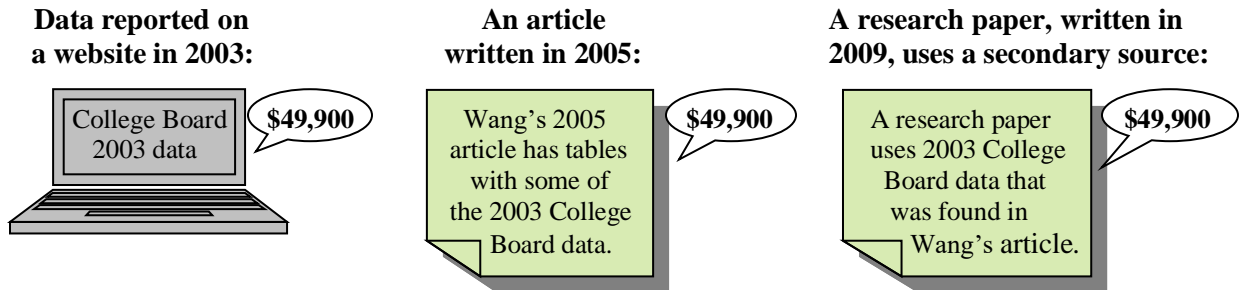 Data reported on
a website in 2003:
College Board
2003 data
$49,900
An article
written in 2005:
Wang's 2005
article has tables
with some of
the 2003 College
Board data.
$49,900
A research paper, written in
2009, uses a secondary source:
A research paper
uses 2003 College
Board data that
was found in
Wang's article.
$49,900